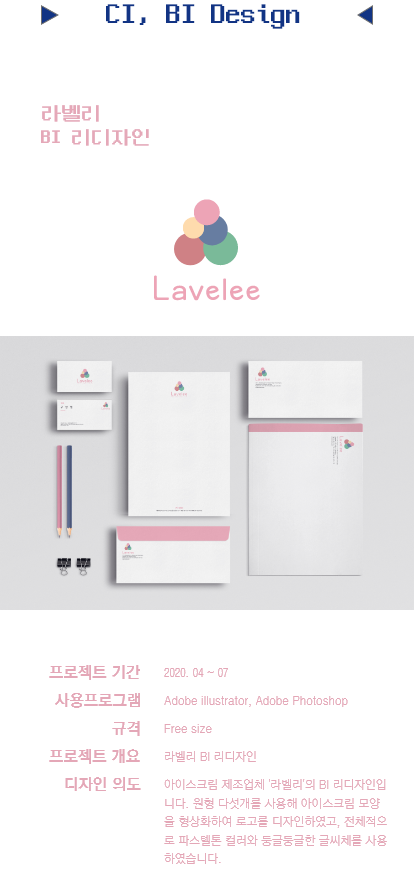 CI, BI Design
라벨리
BI 리디자인
Lavelee
프로젝트 기간
2020. 04 ~ 07
사용프로그램
Adobe illustrator, Adobe Photoshop
규격
Free size
프로젝트 개요
라벨리 BI 리디자인
디자인 의도
아이스크림 제조업체 '라벨리'의 BI 리디자인입
니다. 원형 다섯개를 사용해 아이스크림 모양
을 형상화하여 로고를 디자인하였고, 전체적으
로 파스텔톤 컬러와 둥글둥글한 글씨체를 사용
하였습니다.